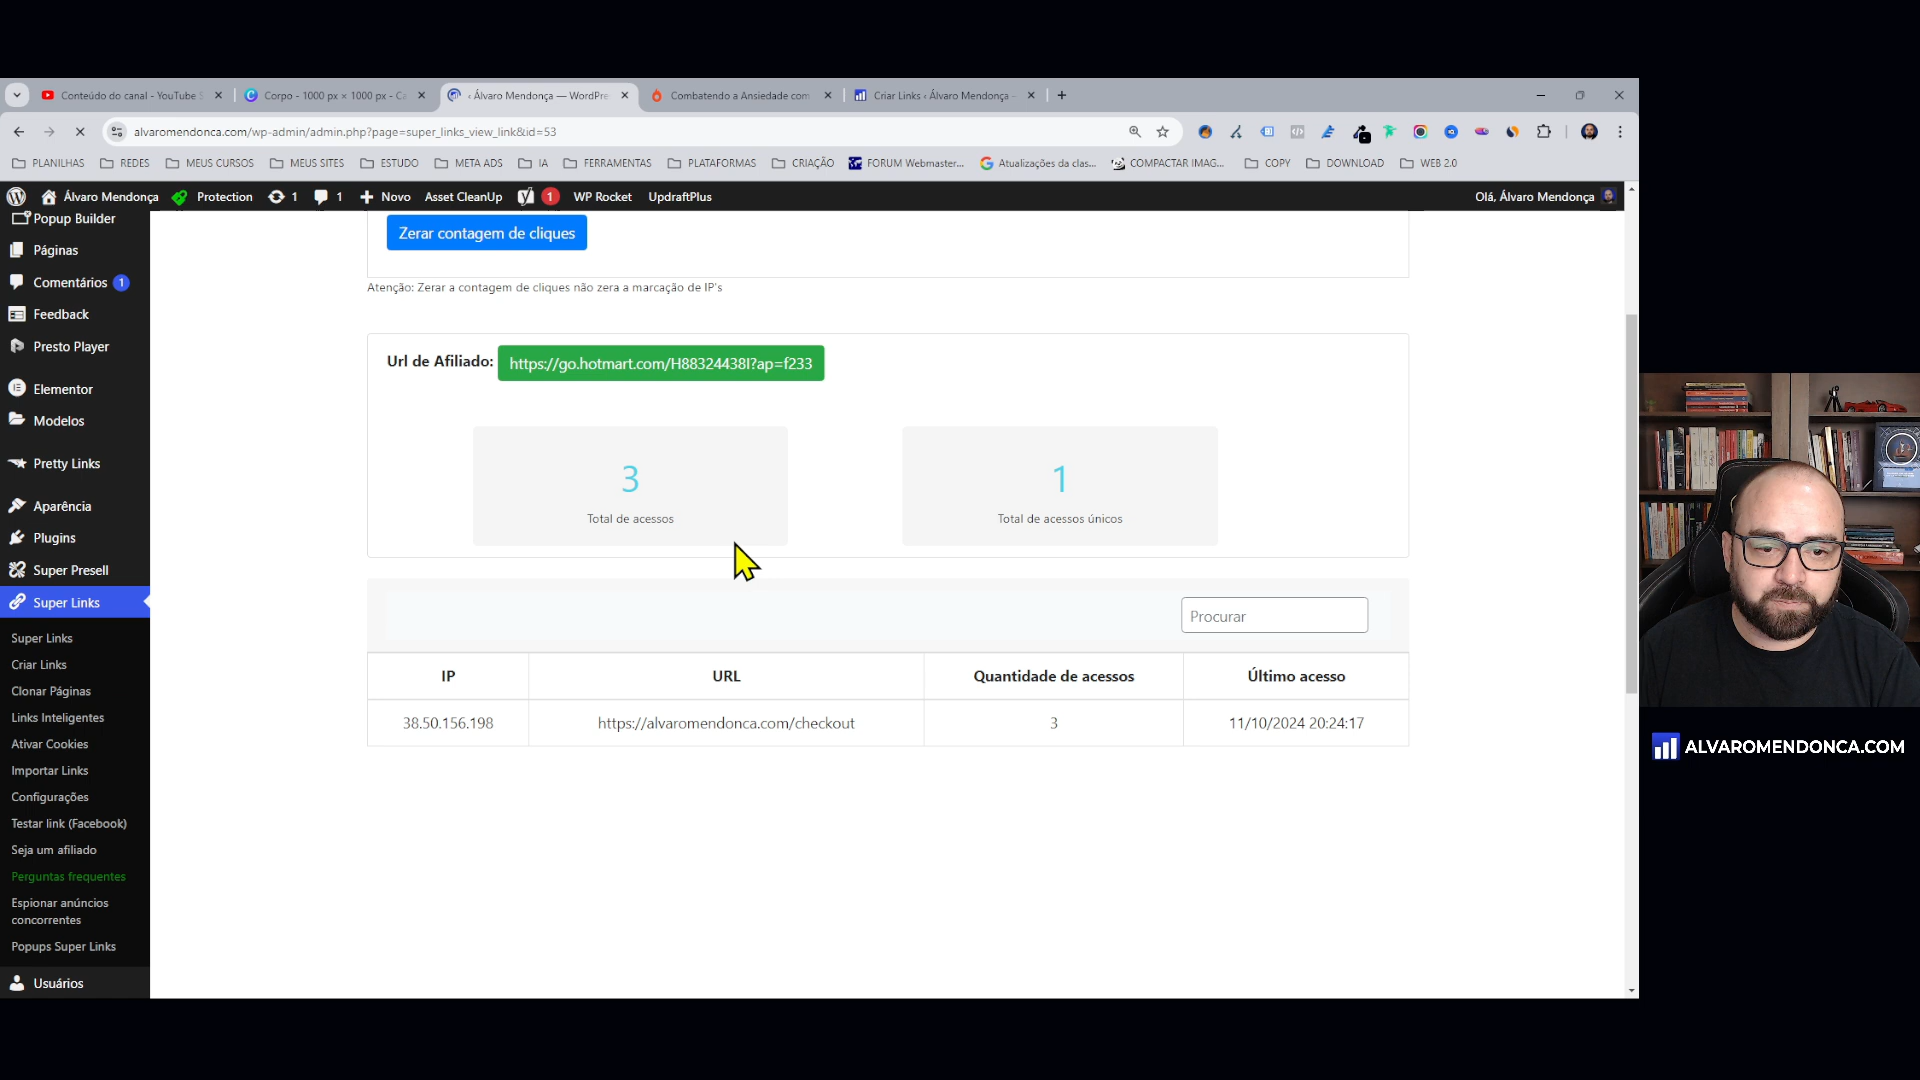 Conteúdo do canal - YouTube S
Corpo - 1000 px × 1000 px - Ca
‹ Álvaro Mendonça — WordPre
Combatendo a Ansiedade com
Criar Links ‹ Álvaro Mendonça -
alvaromendonca.com/wp-admin/admin.php?page=super_links_view_link&id=53
PLANILHAS
REDES
MEUS CURSOS
MEUS SITES
ESTUDO
META ADS
IA
FERRAMENTAS
PLATAFORMAS
CRIAÇÃO
FORUM Webmaster...
Atualizações da clas...
COMPACTAR IMAG...
COPY
DOWNLOAD
WEB 2.0
Álvaro Mendonça
Protection
1
1
Novo
Asset CleanUp
1
WP Rocket
UpdraftPlus
Olá, Álvaro Mendonça
Popup Builder
Páginas
Comentários 1
Feedback
Presto Player
Elementor
Modelos
Pretty Links
Aparência
Plugins
Super Presell
Super Links
Super Links
Criar Links
Clonar Páginas
Links Inteligentes
Ativar Cookies
Importar Links
Configurações
Testar link (Facebook)
Seja um afiliado
Perguntas frequentes
Espionar anúncios
concorrentes
Popups Super Links
Usuários
Zerar contagem de cliques
Atenção: Zerar a contagem de cliques não zera a marcação de IP's
Url de Afiliado: https://go.hotmart.com/H88324438I?ap=f233
3
Total de acessos
1
Total de acessos únicos
Procurar
IP URL Quantidade de acessos Último acesso
38.50.156.198 https://alvaromendonca.com/checkout 3 11/10/2024 20:24:17
ALVAROMENDONCA.COM